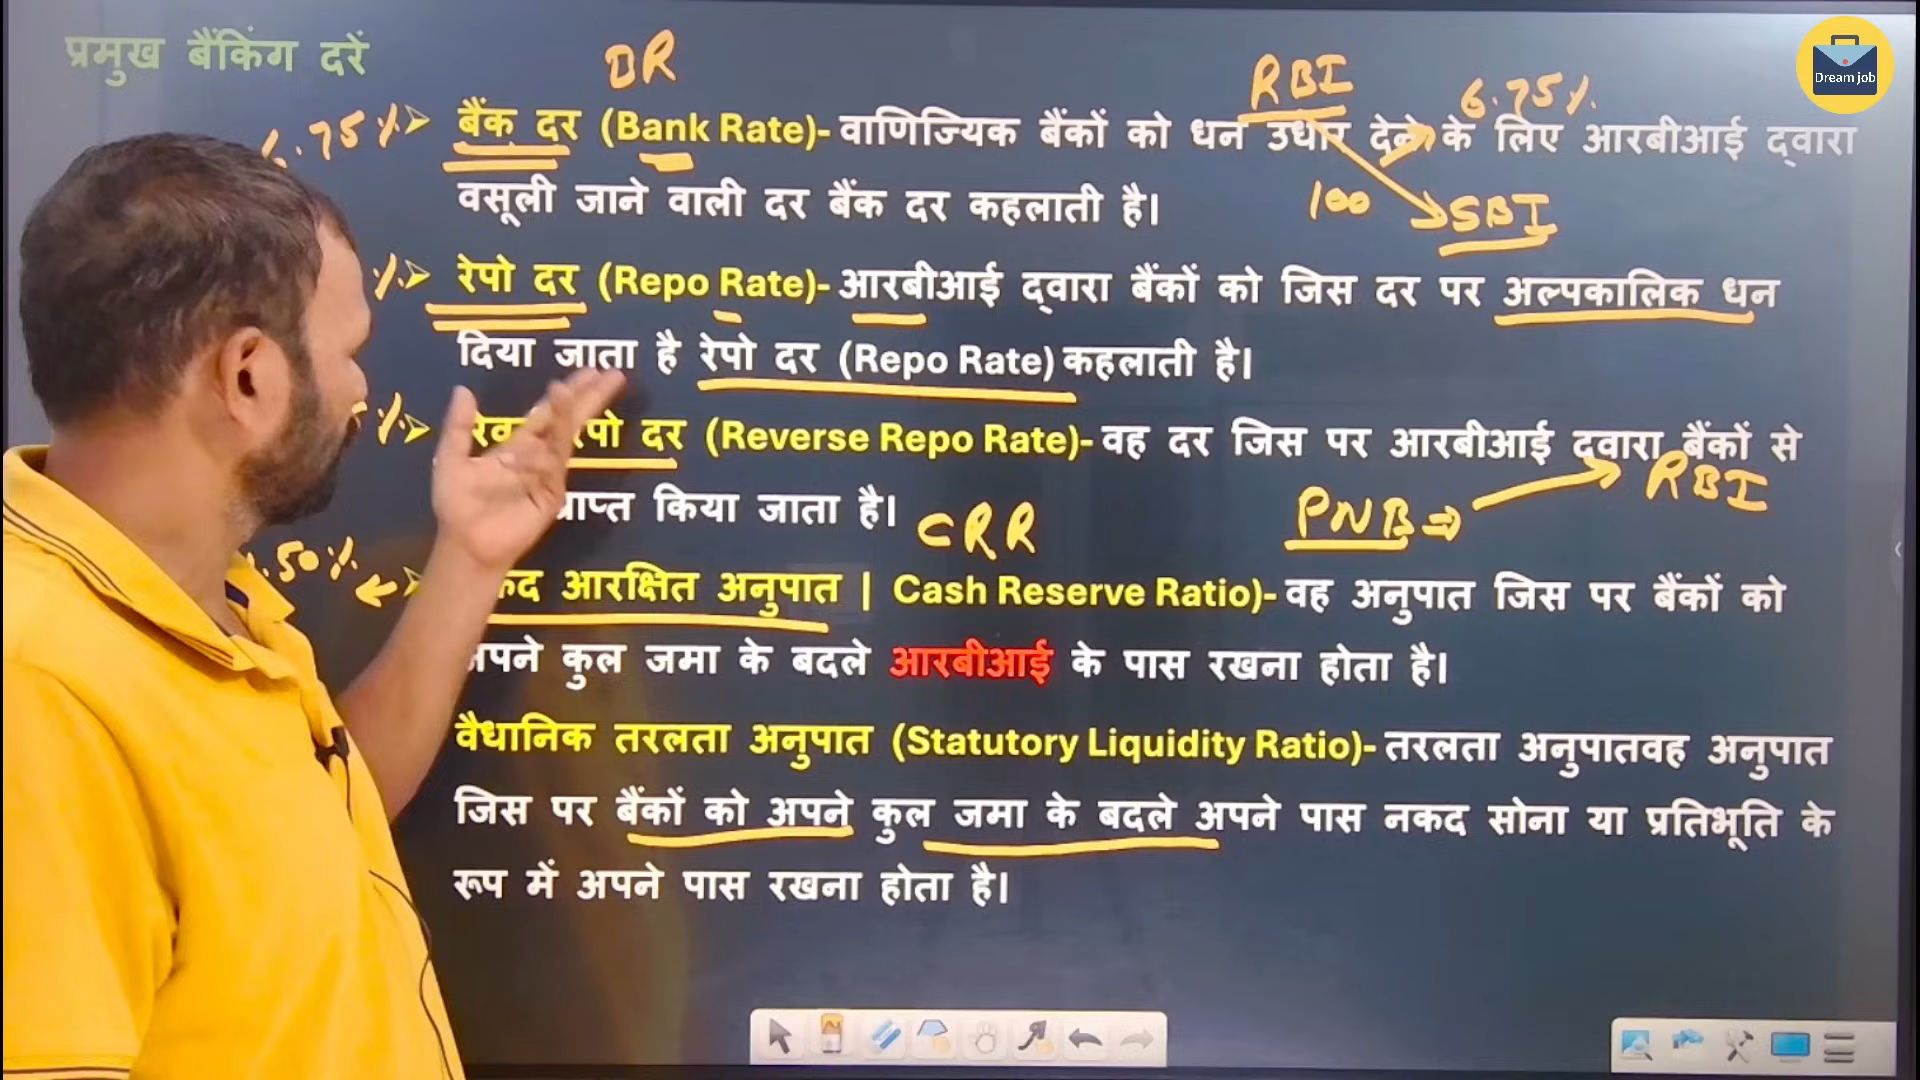 प्रमुख बैंकिंग दरें
BR
RBI
6.75%
Dream job
.75%
बैंक दर (Bank Rate)- वाणिज्यिक बैंकों को धन उधार देने के लिए आरबीआई द्वारा
वसूली जाने वाली दर बैंक दर कहलाती है।
100
SBI
% रेपो दर (Repo Rate)- आरबीआई द्वारा बैंकों को जिस दर पर अल्पकालिक धन
दिया जाता है रेपो दर (Repo Rate) कहलाती है।
% दर (Reverse Repo Rate)- वह दर जिस पर आरबीआई द्वारा बैंकों से
प्राप्त किया जाता है।
CRR
PNB
RBI
.50%
आरक्षित अनुपात | Cash Reserve Ratio)- वह अनुपात जिस पर बैंकों को
अपने कुल जमा के बदले आरबीआई के पास रखना होता है।
वैधानिक तरलता अनुपात (Statutory Liquidity Ratio)- तरलता अनुपातवह अनुपात
जिस पर बैंकों को अपने कुल जमा के बदले अपने पास नकद सोना या प्रतिभूति के
रूप में अपने पास रखना होता है।